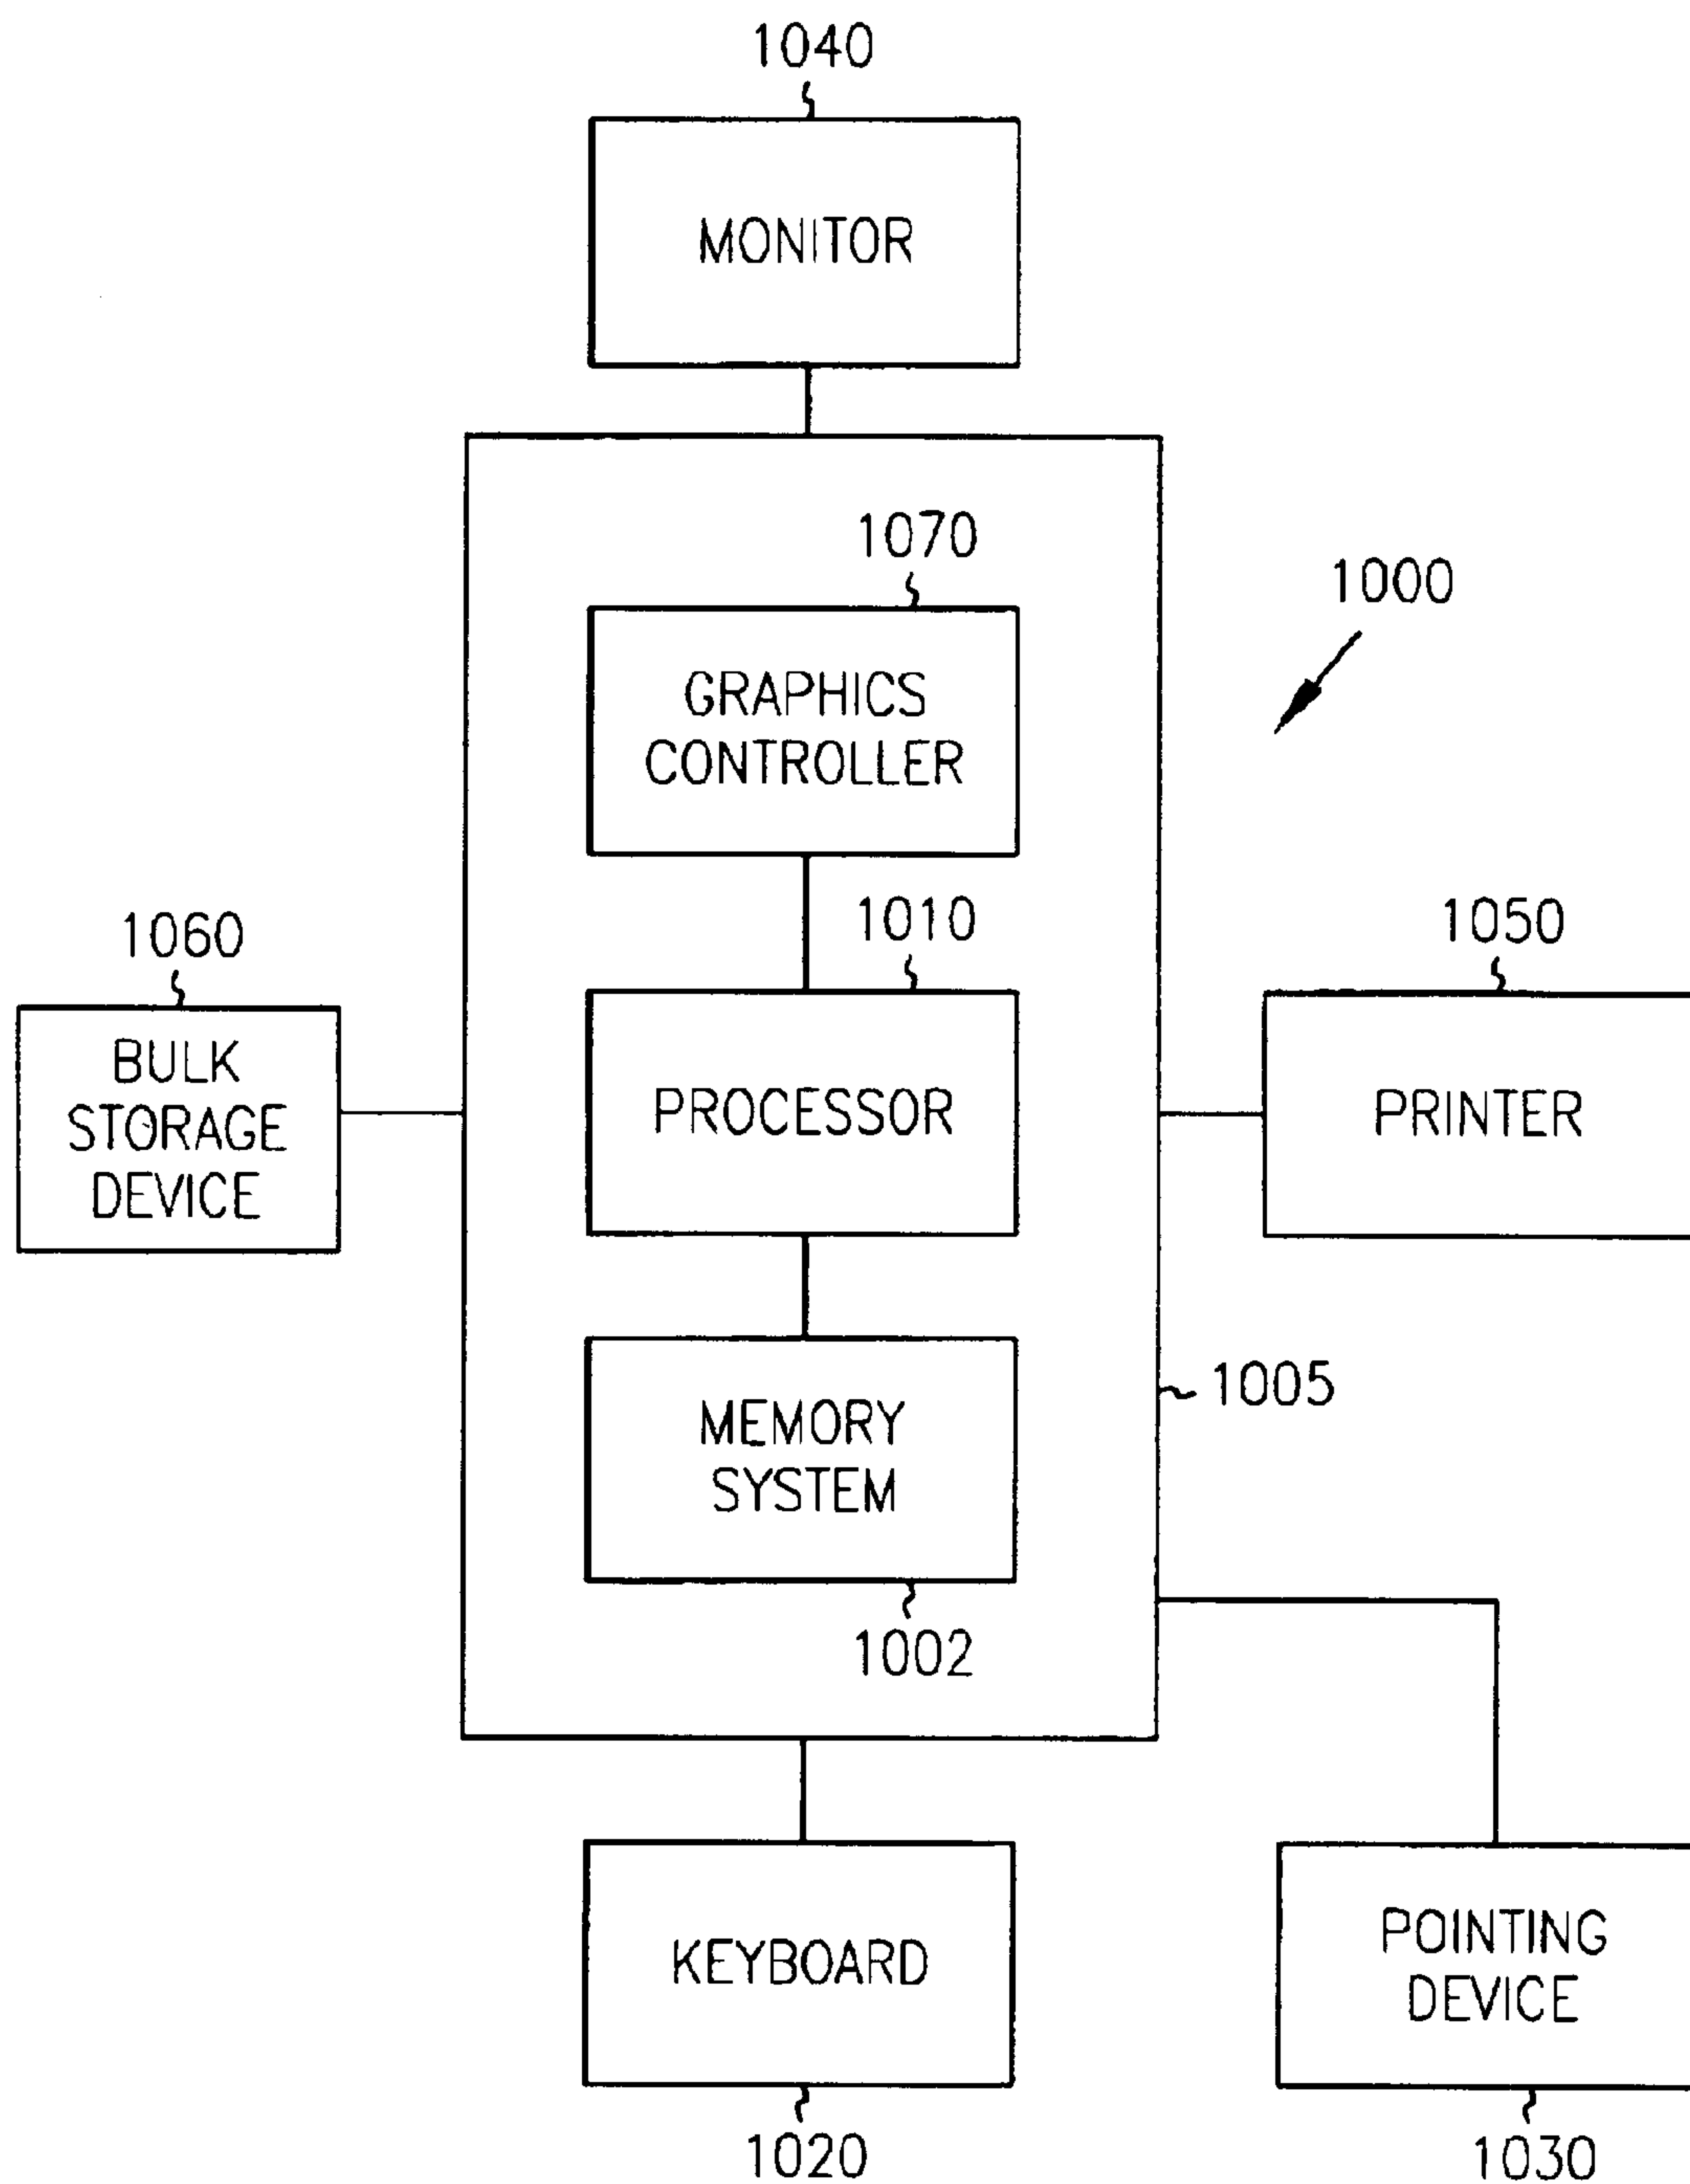 1040
MONITOR
1070
1000
GRAPHICS
CONTROLLER
1060
1010
1050
BULK
STORAGE
DEVICE
PROCESSOR
PRINTER
1005
MEMORY
SYSTEM
1002
KEYBOARD
POINTING
DEVICE
1020
1030